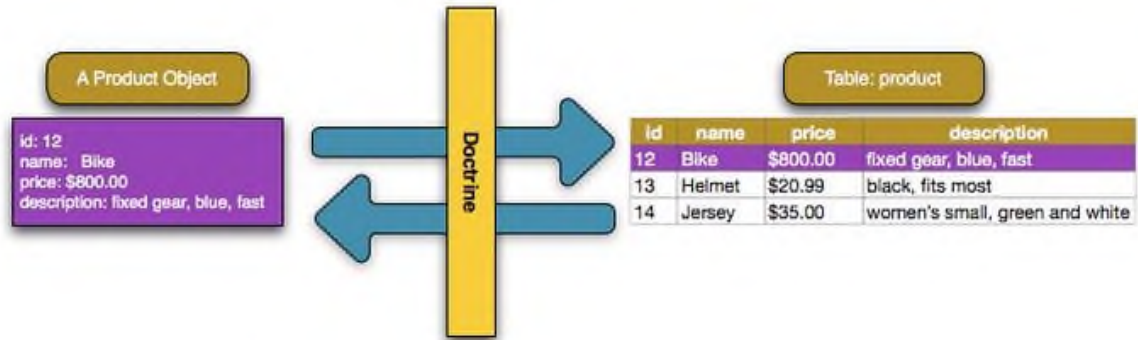 A Product Object
id: 12
name: Bike
price: $800.00
description: fixed gear, blue, fast
Doctrine
Table: product
id name price description
12 Bike $800.00 fixed gear, blue, fast
13 Helmet $20.99 black, fits most
14 Jersey $35.00 women's small, green and white